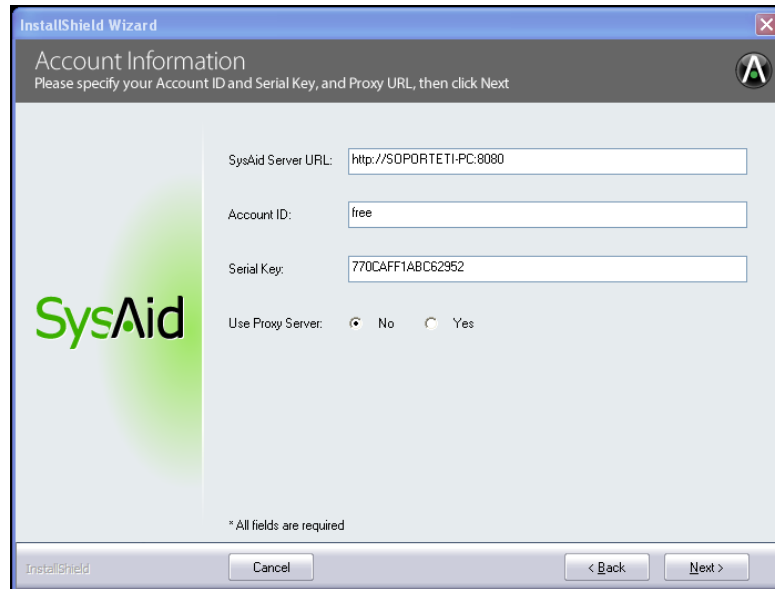 InstallShield Wizard
Account Information
Please specify your Account ID and Serial Key, and Proxy URL, then click Next
SysAid Server URL: http://SOPORTETI-PC:8080
Account ID: free
Serial Key: 770CAFF1ABC62952
SysAid
Use Proxy Server: No Yes
* All fields are required
InstallShield Cancel < Back Next >